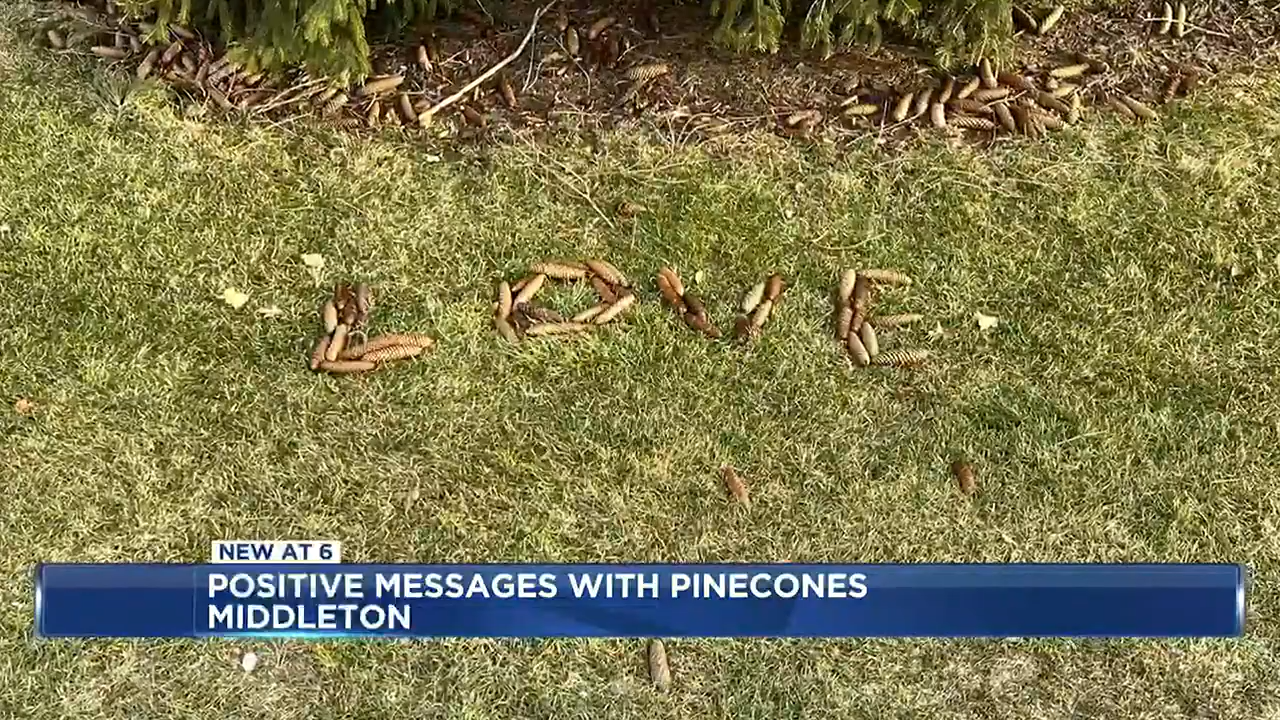 LOVE
NEW AT 6
POSITIVE MESSAGES WITH PINECONES
MIDDLETON